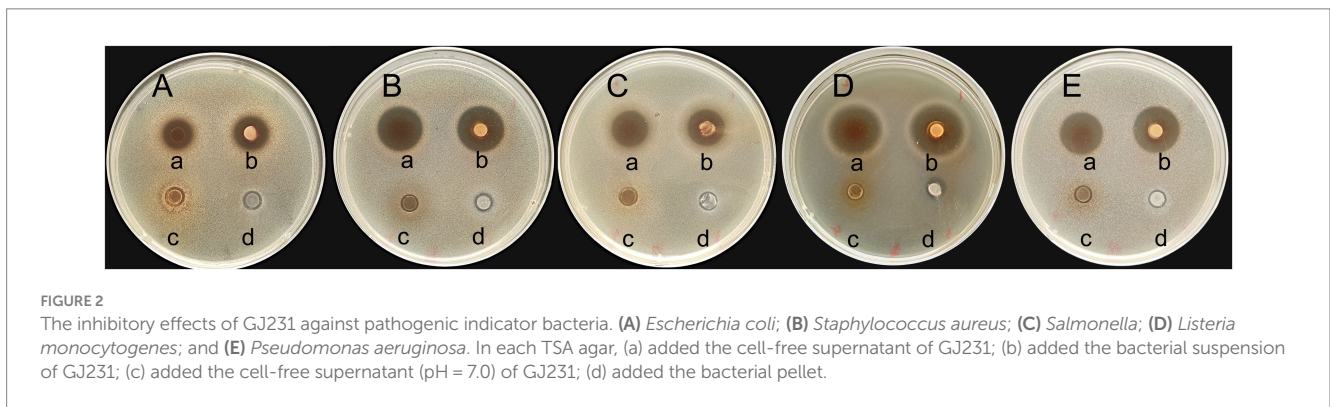 A
B
C
D
E
a
b
a
b
a
b
a
b
a
b
c
d
c
d
c
d
c
d
c
d
FIGURE 2
The inhibitory effects of GJ231 against pathogenic indicator bacteria. (A) Escherichia coli; (B) Staphylococcus aureus; (C) Salmonella; (D) Listeria
monocytogenes; and (E) Pseudomonas aeruginosa. In each TSA agar, (a) added the cell-free supernatant of GJ231; (b) added the bacterial suspension
of GJ231; (c) added the cell-free supernatant (pH = 7.0) of GJ231; (d) added the bacterial pellet.